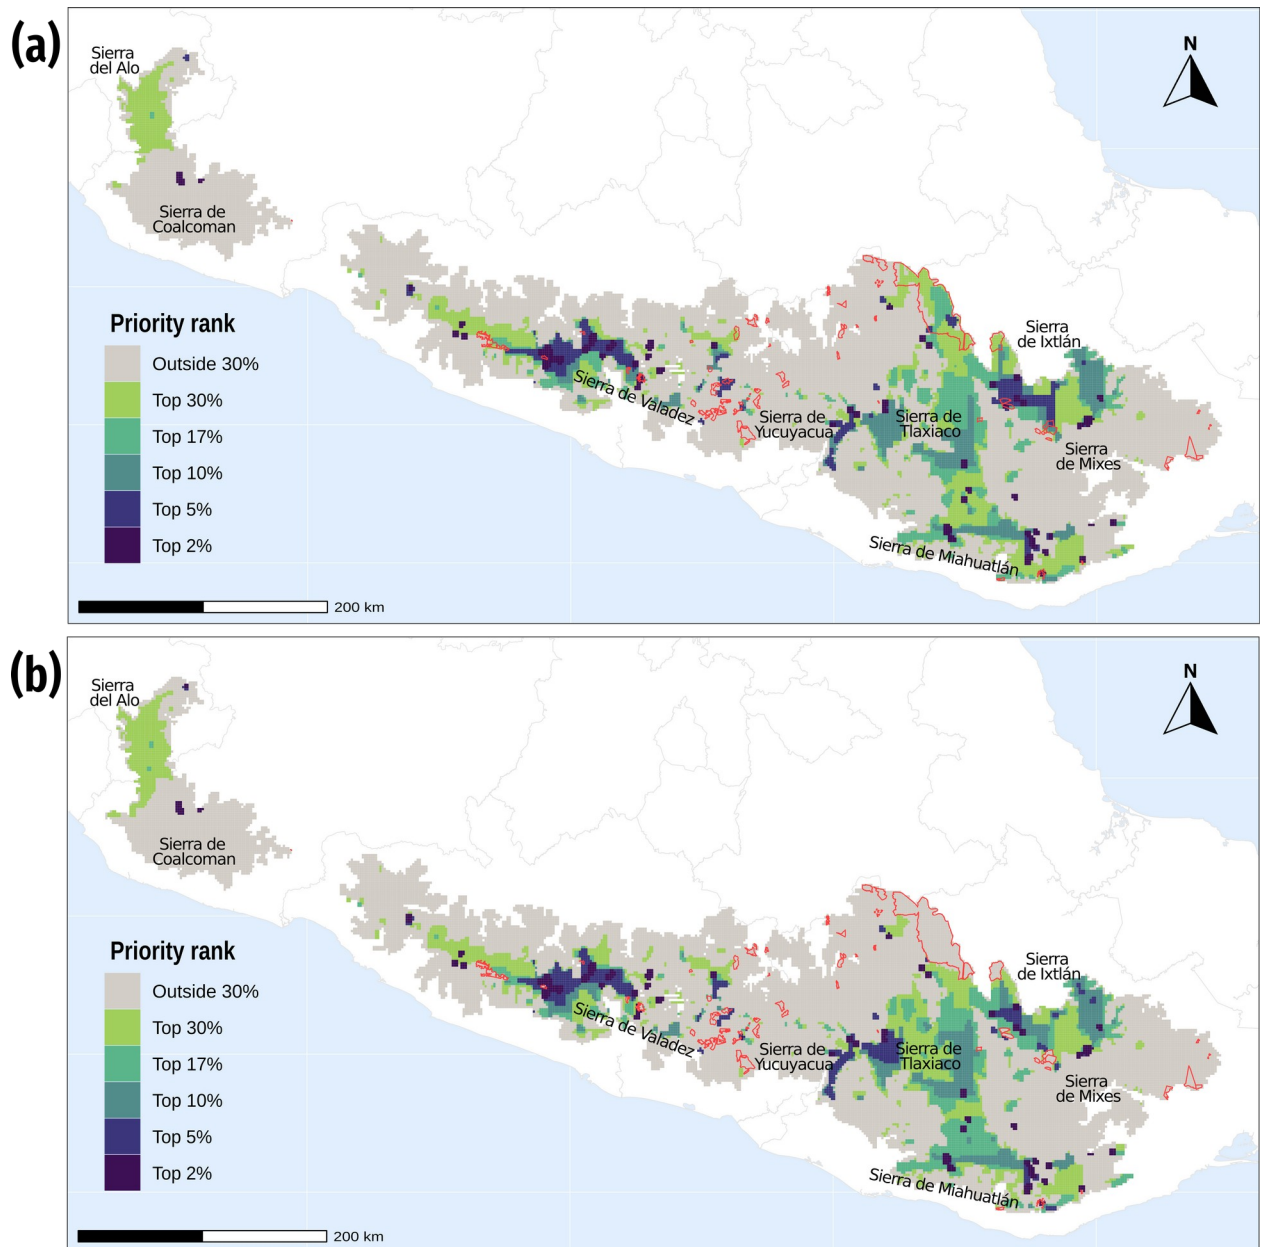 (a)
Sierra
del Alo
N
Sierra de
Coalcoman
Priority rank
Outside 30%
Top 30%
Top 17%
Top 10%
Top 5%
Top 2%
Sierra
de Ixtlán
Sierra de Valadez
Sierra de
Yucuyacua
Sierra de
Tlaxiaco
Sierra
de Mixes
Sierra de Miahuatlán
200 km
(b)
Sierra
del Alo
N
Sierra de
Coalcoman
Priority rank
Outside 30%
Top 30%
Top 17%
Top 10%
Top 5%
Top 2%
Sierra
de Ixtlán
Sierra de Valadez
Sierra de
Yucuyacua
Sierra de
Tlaxiaco
Sierra
de Mixes
Sierra de Miahuatlán
200 km